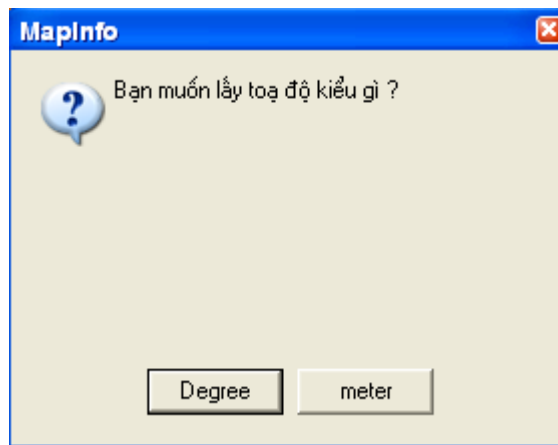 MapInfo
Bạn muốn lấy toạ độ kiểu gì ?
Degree
meter